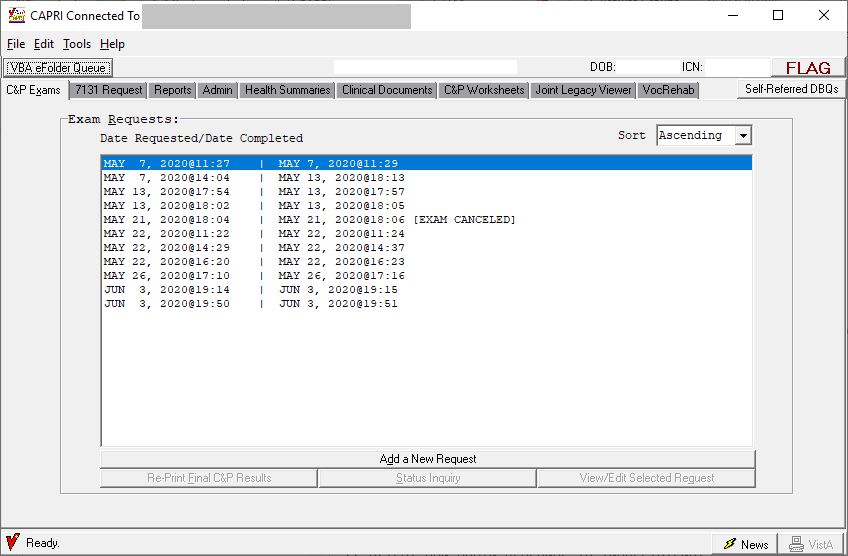 CAPRI Connected To
File Edit Tools Help
VBA eFolder Queue DOB: ICN: FLAG
C&P Exams 7131 Request Reports Admin Health Summaries Clinical Documents C&P Worksheets Joint Legacy Viewer VocRehab Self-Referred DBQs
Exam Requests:
Date Requested/Date Completed Sort Ascending
MAY 7, 2020@11:27 | MAY 7, 2020@11:29
MAY 7, 2020@14:04 | MAY 13, 2020@18:13
MAY 13, 2020@17:54 | MAY 13, 2020@17:57
MAY 13, 2020@18:02 | MAY 13, 2020@18:05
MAY 21, 2020@18:04 | MAY 21, 2020@18:06 [EXAM CANCELED]
MAY 22, 2020@11:22 | MAY 22, 2020@11:24
MAY 22, 2020@14:29 | MAY 22, 2020@14:37
MAY 22, 2020@16:20 | MAY 22, 2020@16:23
MAY 26, 2020@17:10 | MAY 26, 2020@17:16
JUN 3, 2020@19:14 | JUN 3, 2020@19:15
JUN 3, 2020@19:50 | JUN 3, 2020@19:51
Add a New Request
Re-Print Final C&P Results Status Inquiry View/Edit Selected Request
Ready. News VistA